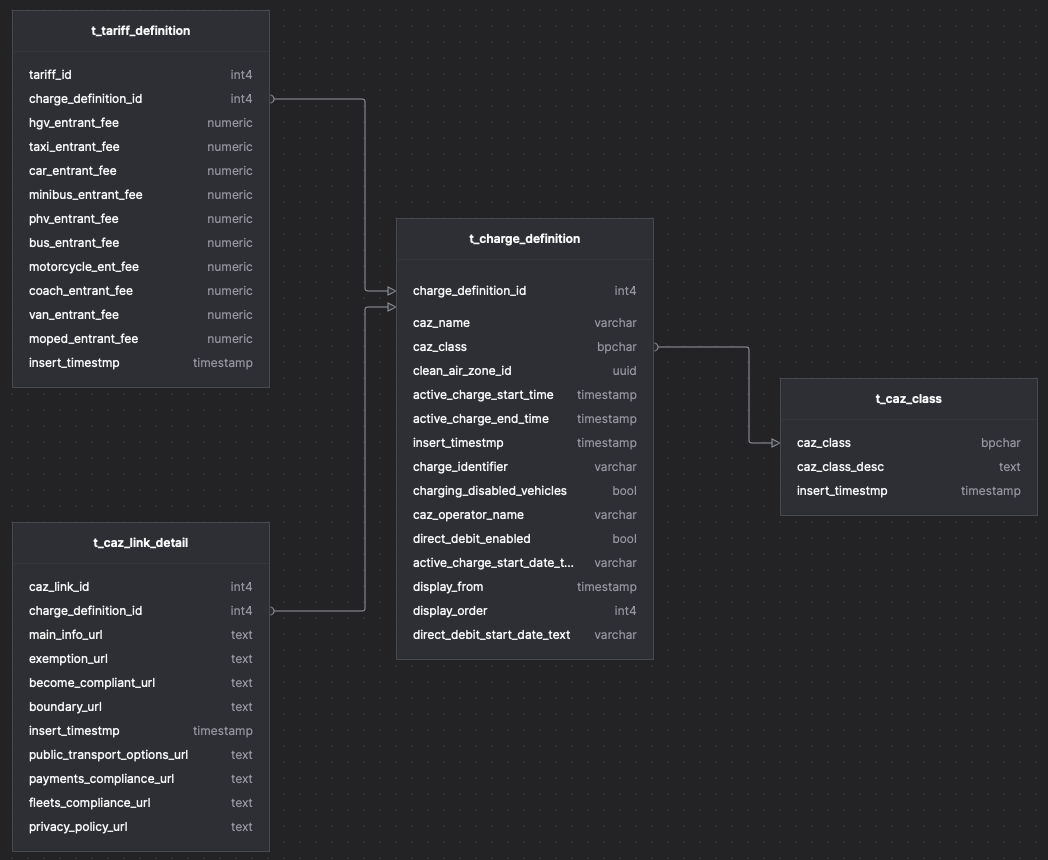 t_tariff_definition
tariff_id int4
charge_definition_id int4
hgv_entrant_fee numeric
taxi_entrant_fee numeric
car_entrant_fee numeric
minibus_entrant_fee numeric
phv_entrant_fee numeric
bus_entrant_fee numeric
motorcycle_ent_fee numeric
coach_entrant_fee numeric
van_entrant_fee numeric
moped_entrant_fee numeric
insert_timestmp timestamp
t_caz_link_detail
caz_link_id int4
charge_definition_id int4
main_info_url text
exemption_url text
become_compliant_url text
boundary_url text
insert_timestmp timestamp
public_transport_options_url text
payments_compliance_url text
fleets_compliance_url text
privacy_policy_url text
t_charge_definition
charge_definition_id int4
caz_name varchar
caz_class bpchar
clean_air_zone_id uuid
active_charge_start_time timestamp
active_charge_end_time timestamp
insert_timestmp timestamp
charge_identifier varchar
charging_disabled_vehicles bool
caz_operator_name varchar
direct_debit_enabled bool
active_charge_start_date_t... varchar
display_from timestamp
display_order int4
direct_debit_start_date_text varchar
t_caz_class
caz_class bpchar
caz_class_desc text
insert_timestmp timestamp